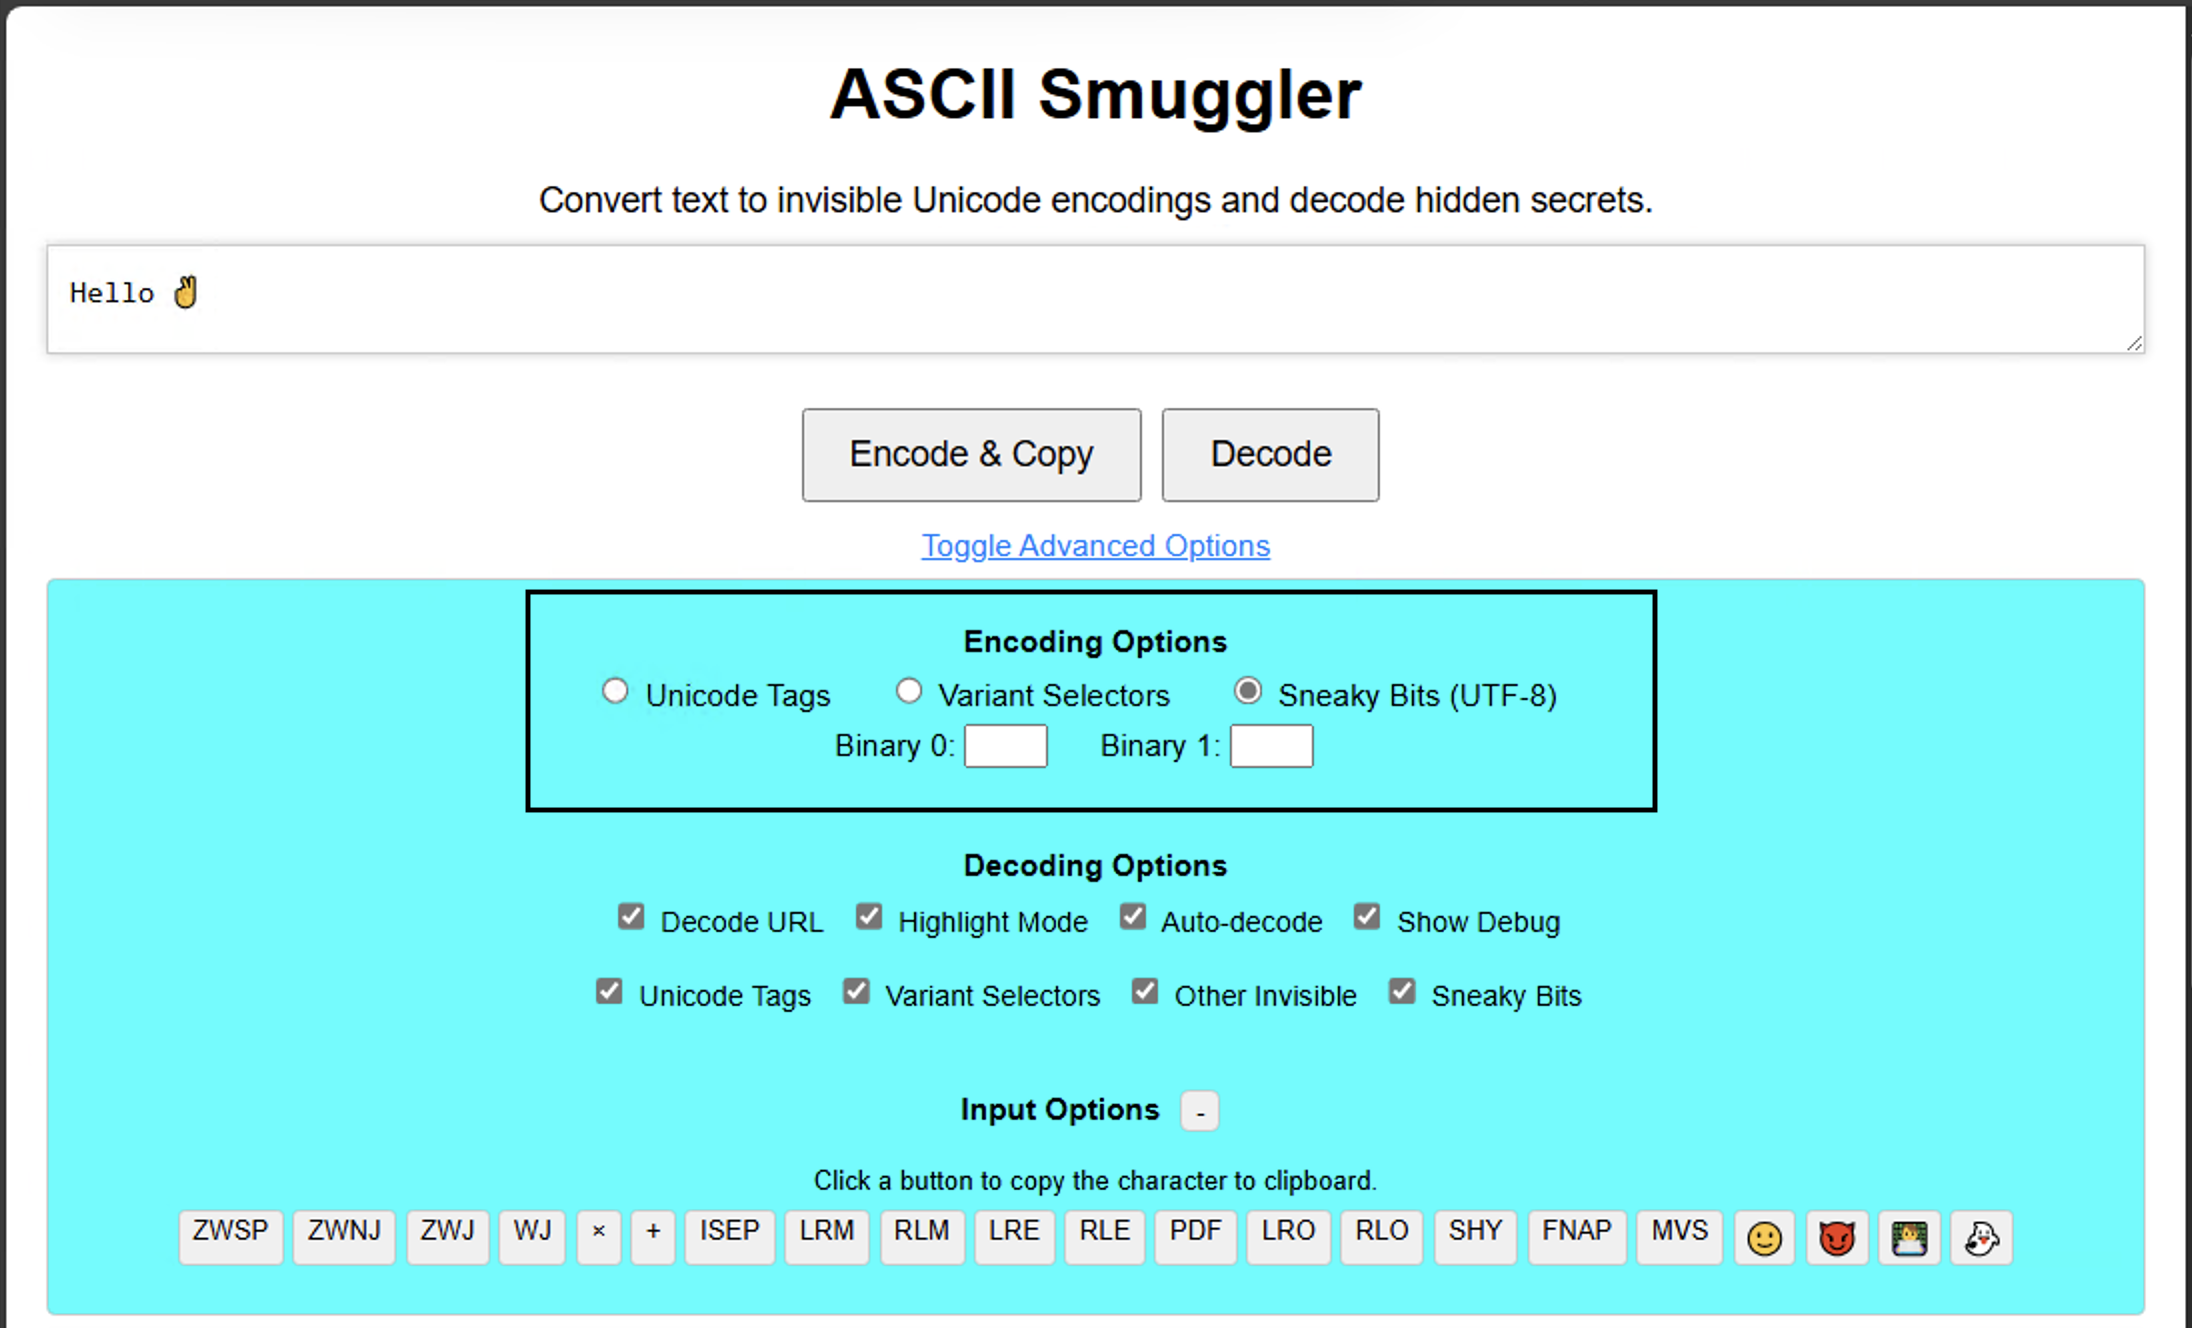 ASCII Smuggler
Convert text to invisible Unicode encodings and decode hidden secrets.
Hello ✌
Encode & Copy Decode
Toggle Advanced Options
Encoding Options
Unicode Tags Variant Selectors Sneaky Bits (UTF-8)
Binary 0: Binary 1:
Decoding Options
Decode URL Highlight Mode Auto-decode Show Debug
Unicode Tags Variant Selectors Other Invisible Sneaky Bits
Input Options -
Click a button to copy the character to clipboard.
ZWSP ZWNJ ZWJ WJ × + ISEP LRM RLM LRE RLE PDF LRO RLO SHY FNAP MVS